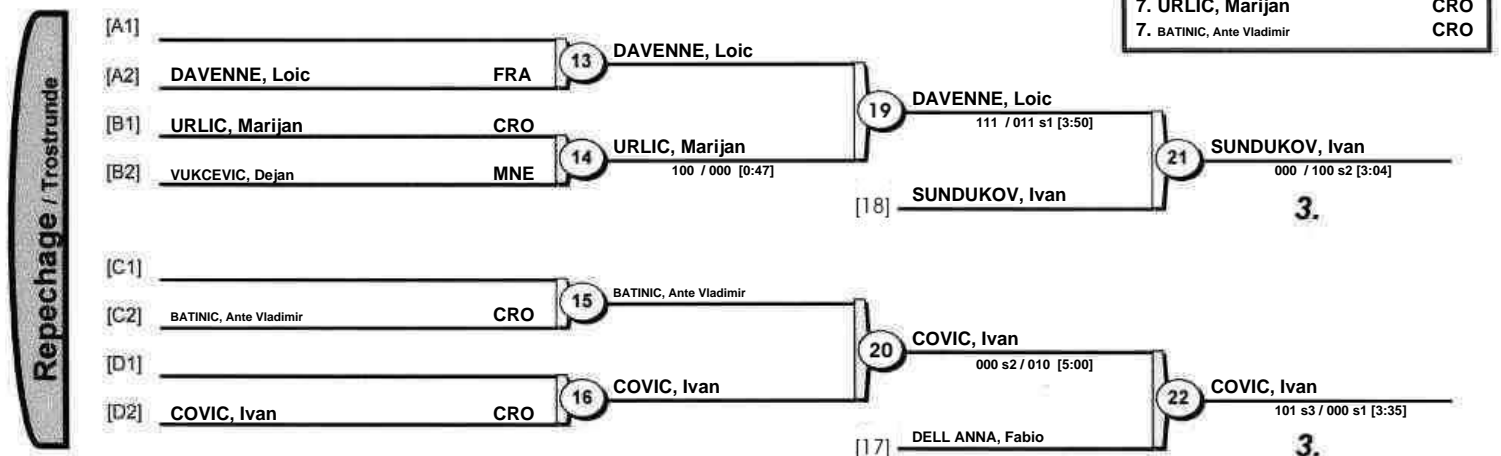 7. URLIC, Marijan CRO
7. BATINIC, Ante Vladimir CRO
Repechage / Trostrunde
[A1]
[A2] DAVENNE, Loic FRA
13
DAVENNE, Loic
[B1] URLIC, Marijan CRO
[B2] VUKCEVIC, Dejan MNE
14
URLIC, Marijan
100 / 000 [0:47]
19
DAVENNE, Loic
111 / 011 s1 [3:50]
[18] SUNDUKOV, Ivan
21
SUNDUKOV, Ivan
000 / 100 s2 [3:04]
3.
[C1]
[C2] BATINIC, Ante Vladimir CRO
15
BATINIC, Ante Vladimir
[D1]
[D2] COVIC, Ivan CRO
16
COVIC, Ivan
20
COVIC, Ivan
000 s2 / 010 [5:00]
[17] DELL ANNA, Fabio
22
COVIC, Ivan
101 s3 / 000 s1 [3:35]
3.